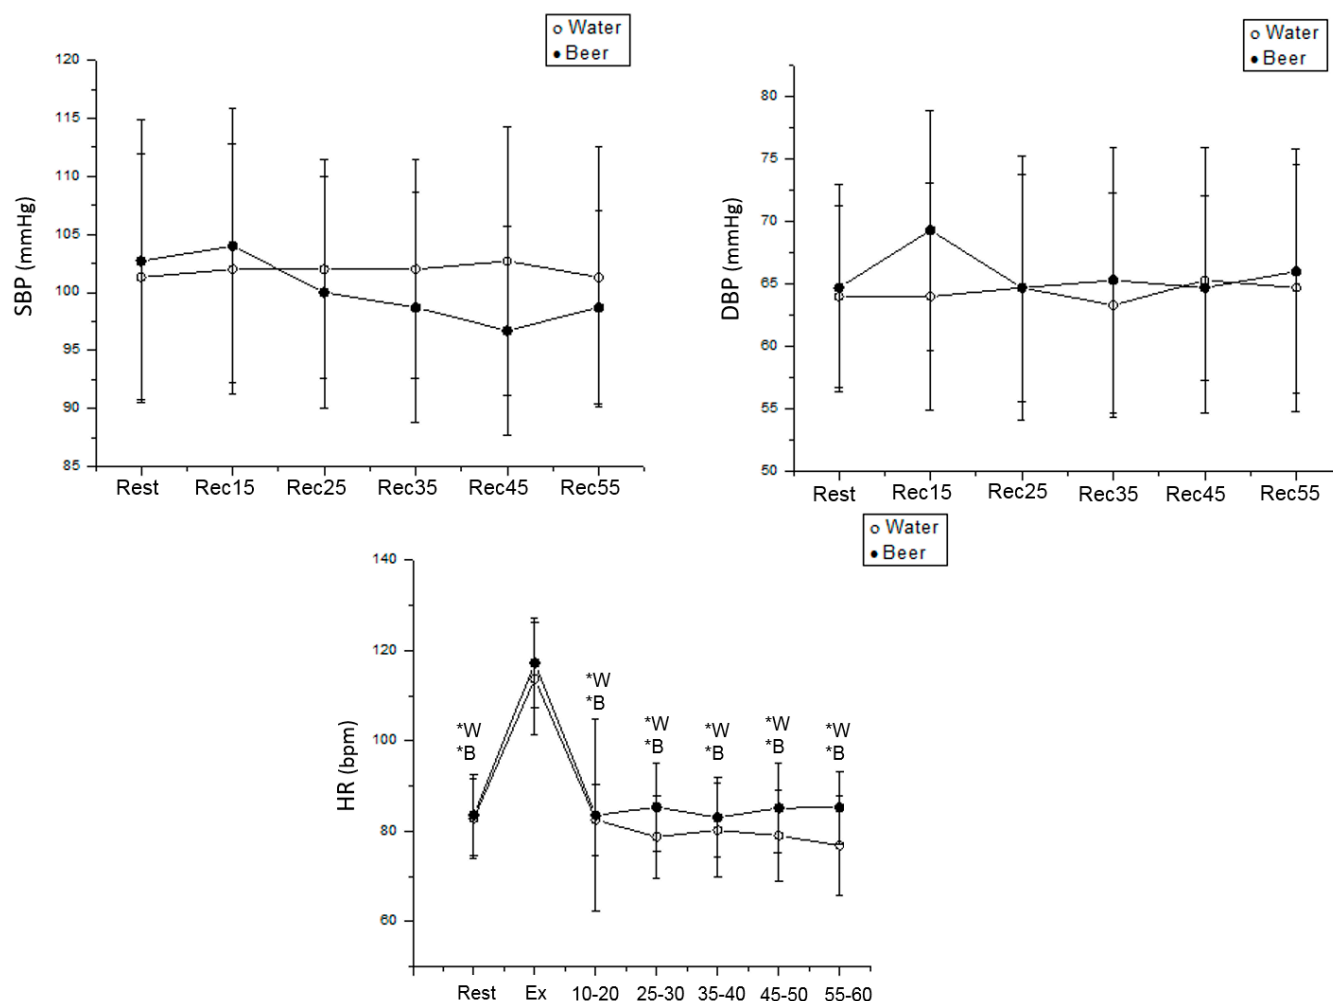 Water
Beer
120
115
110
105
100
95
90
85
SBP (mmHg)
Rest Rec15 Rec25 Rec35 Rec45 Rec55
Water
Beer
80
75
70
65
60
55
50
DBP (mmHg)
Rest Rec15 Rec25 Rec35 Rec45 Rec55
Water
Beer
140
120
100
80
60
HR (bpm)
*W
*B
*W
*B
*W
*B
*W
*B
*W
*B
*W
*B
Rest Ex 10-20 25-30 35-40 45-50 55-60